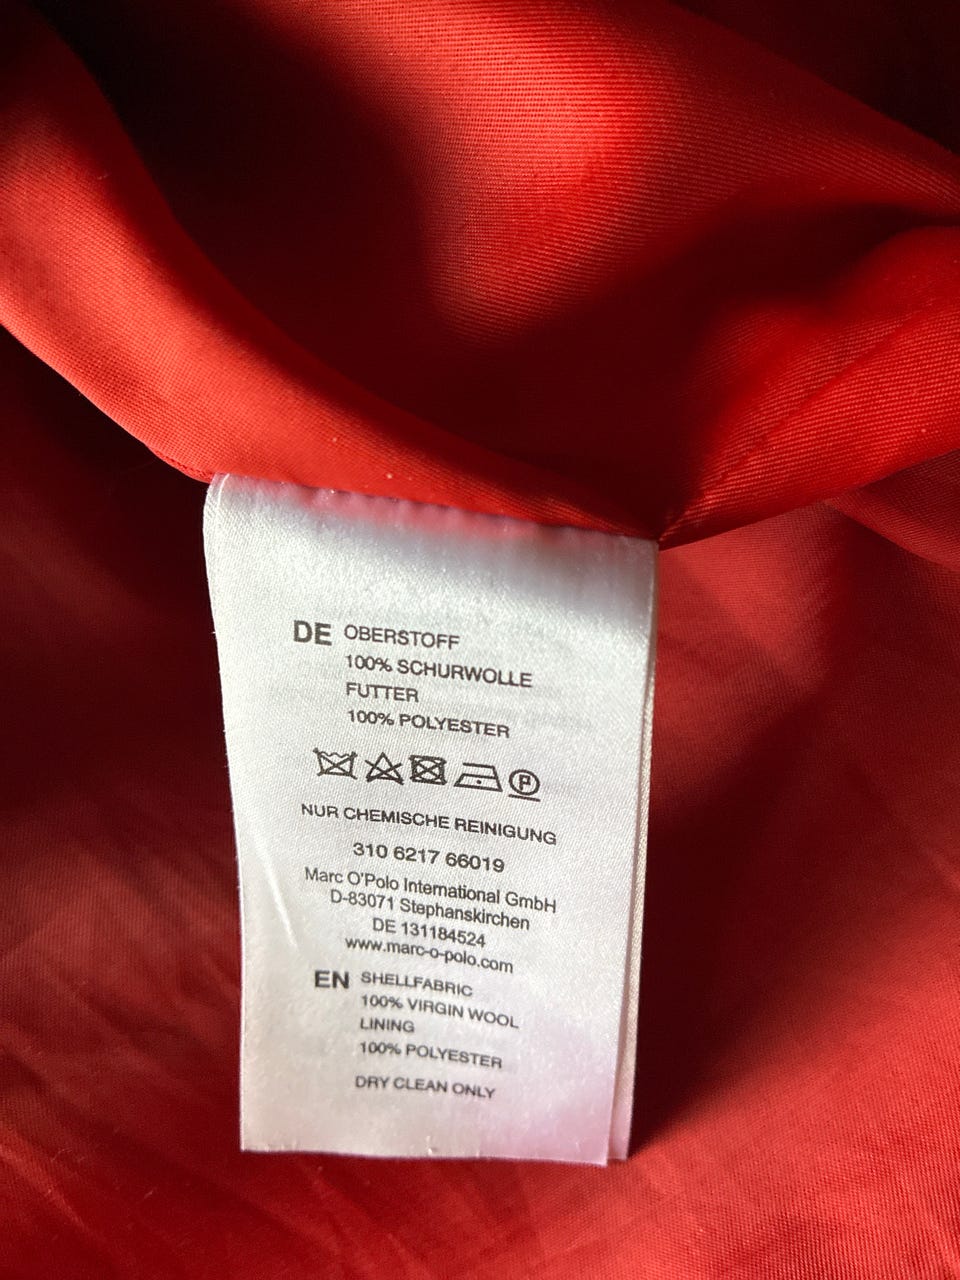 DE OBERSTOFF
100% SCHURWOLLE
FUTTER
100% POLYESTER
P
NUR CHEMISCHE REINIGUNG
310 6217 66019
Marc O'Polo International GmbH
D-83071 Stephanskirchen
DE 131184524
www.marc-o-polo.com
EN SHELLFABRIC
100% VIRGIN WOOL
LINING
100% POLYESTER
DRY CLEAN ONLY